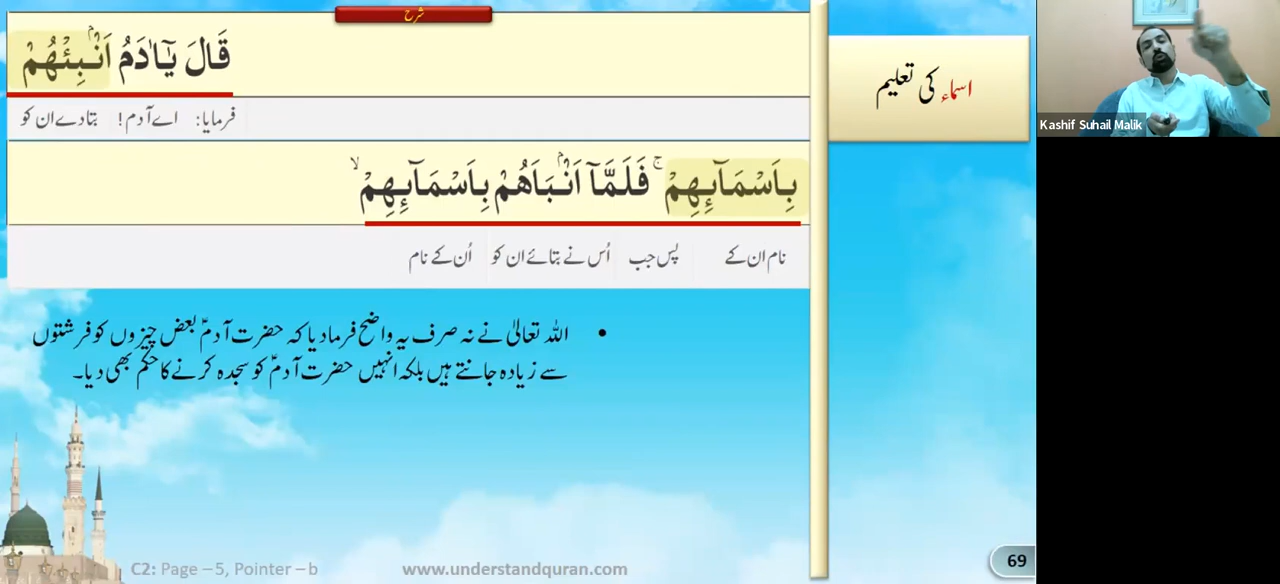 شرح
قَالَ يٰٓاٰدَمُ اَنْۢبِئْهُمْ
فرمایا: اے آدم! بتادے ان کو
بِاَسْمَآئِهِمْ ۚ فَلَمَّآ اَنْۢبَاَهُمْ بِاَسْمَآئِهِمْ ۙ
نام ان کے پس جب اُس نے بتائے ان کو اُن کے نام
• اللہ تعالیٰ نے نہ صرف یہ واضح فرمادیا کہ حضرت آدمؑ بعض چیزوں کو فرشتوں
سے زیادہ جانتے ہیں بلکہ انہیں حضرت آدمؑ کو سجدہ کرنے کا حکم بھی دیا۔
اسماء کی تعلیم
Kashif Suhail Malik
C2: Page – 5, Pointer – b
www.understandquran.com
69